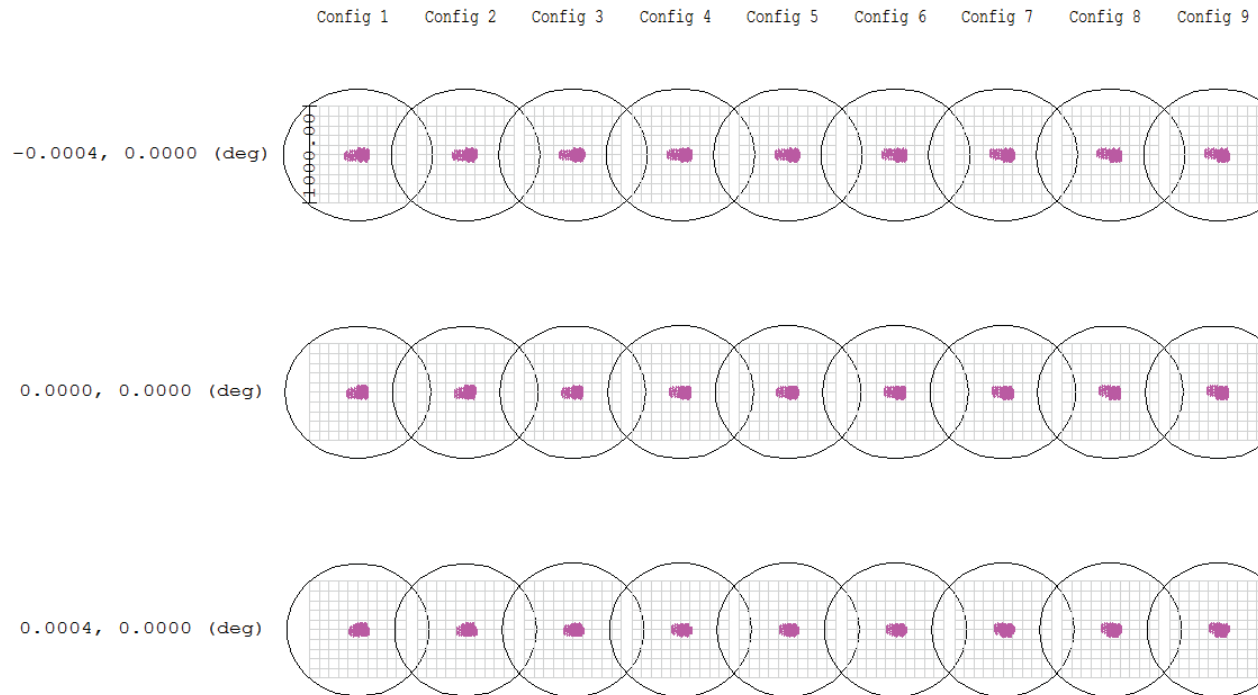 Config 1 Config 2 Config 3 Config 4 Config 5 Config 6 Config 7 Config 8 Config 9
1000.00
-0.0004, 0.0000 (deg)
0.0000, 0.0000 (deg)
0.0004, 0.0000 (deg)